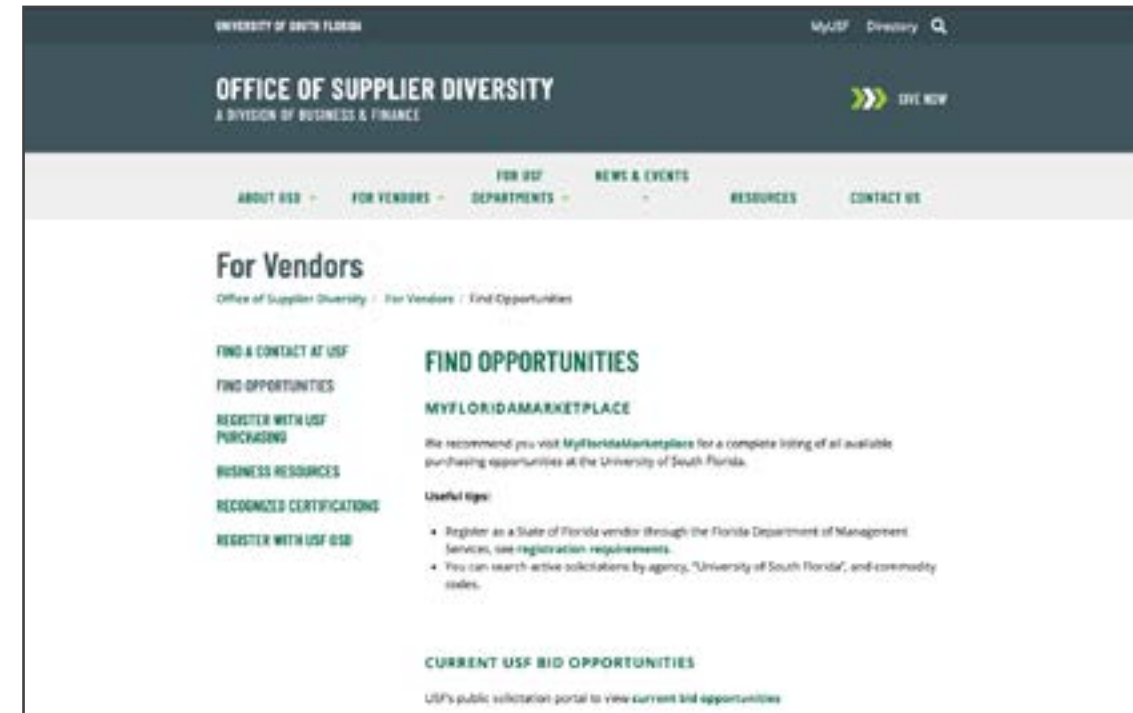 UNIVERSITY OF SOUTH FLORIDA
MyUSF Directory
OFFICE OF SUPPLIER DIVERSITY
A DIVISION OF BUSINESS & FINANCE
GIVE NOW
ABOUT OSD
FOR VENDORS
FOR USF
DEPARTMENTS
NEWS & EVENTS
RESOURCES
CONTACT US
For Vendors
Office of Supplier Diversity / For Vendors / Find Opportunities
FIND A CONTACT AT USF
FIND OPPORTUNITIES
REGISTER WITH USF
PURCHASING
BUSINESS RESOURCES
RECOGNIZED CERTIFICATIONS
REGISTER WITH USF OSD
FIND OPPORTUNITIES
MYFLORIDAMARKETPLACE
We recommend you visit MyFloridaMarketplace for a complete listing of all available
purchasing opportunities at the University of South Florida.
Useful tips:
• Register as a State of Florida vendor through the Florida Department of Management
Services, see registration requirements.
• You can search active solicitations by agency, "University of South Florida", and commodity
codes.
CURRENT USF BID OPPORTUNITIES
USF's public solicitation portal to view current bid opportunities